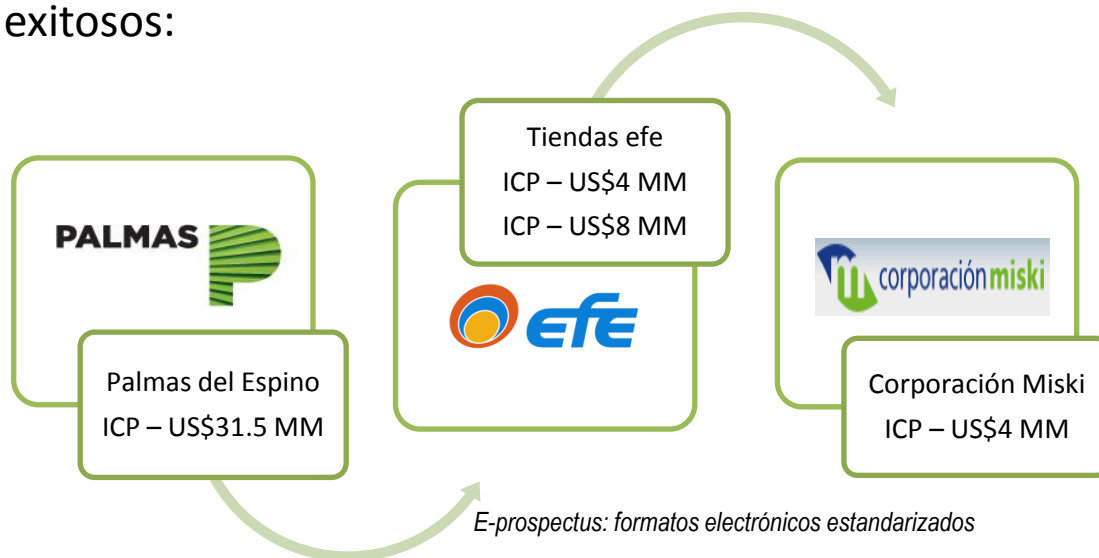 exitosos:
PALMAS
Palmas del Espino
ICP – US$31.5 MM
Tiendas efe
ICP – US$4 MM
ICP – US$8 MM
efe
corporación miski
Corporación Miski
ICP – US$4 MM
E-prospectus: formatos electrónicos estandarizados